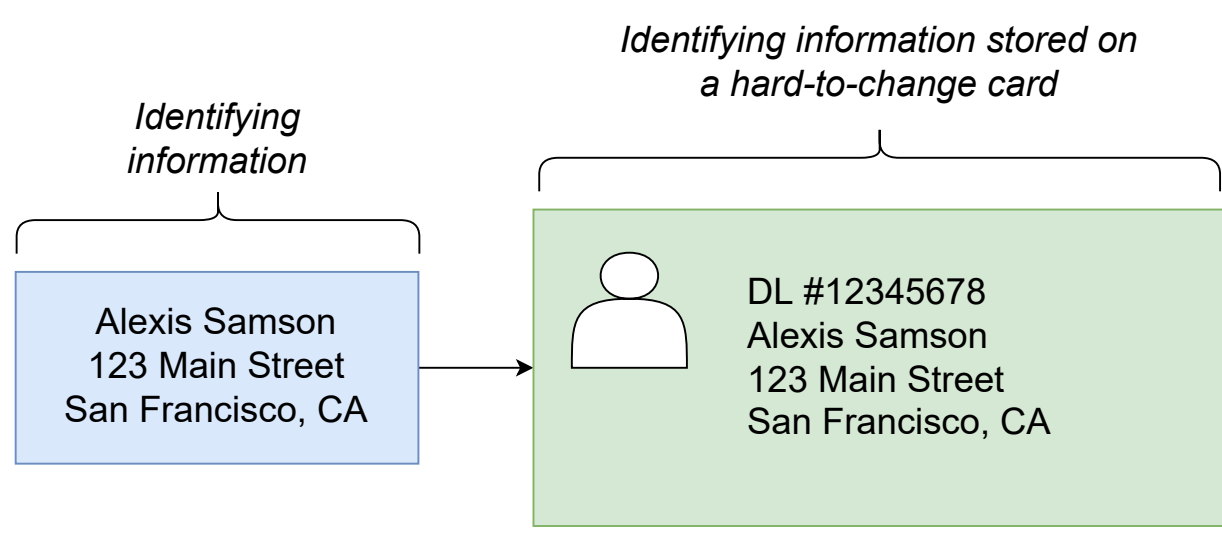 Identifying information stored on
a hard-to-change card
Identifying
information
Alexis Samson
123 Main Street
San Francisco, CA
DL #12345678
Alexis Samson
123 Main Street
San Francisco, CA